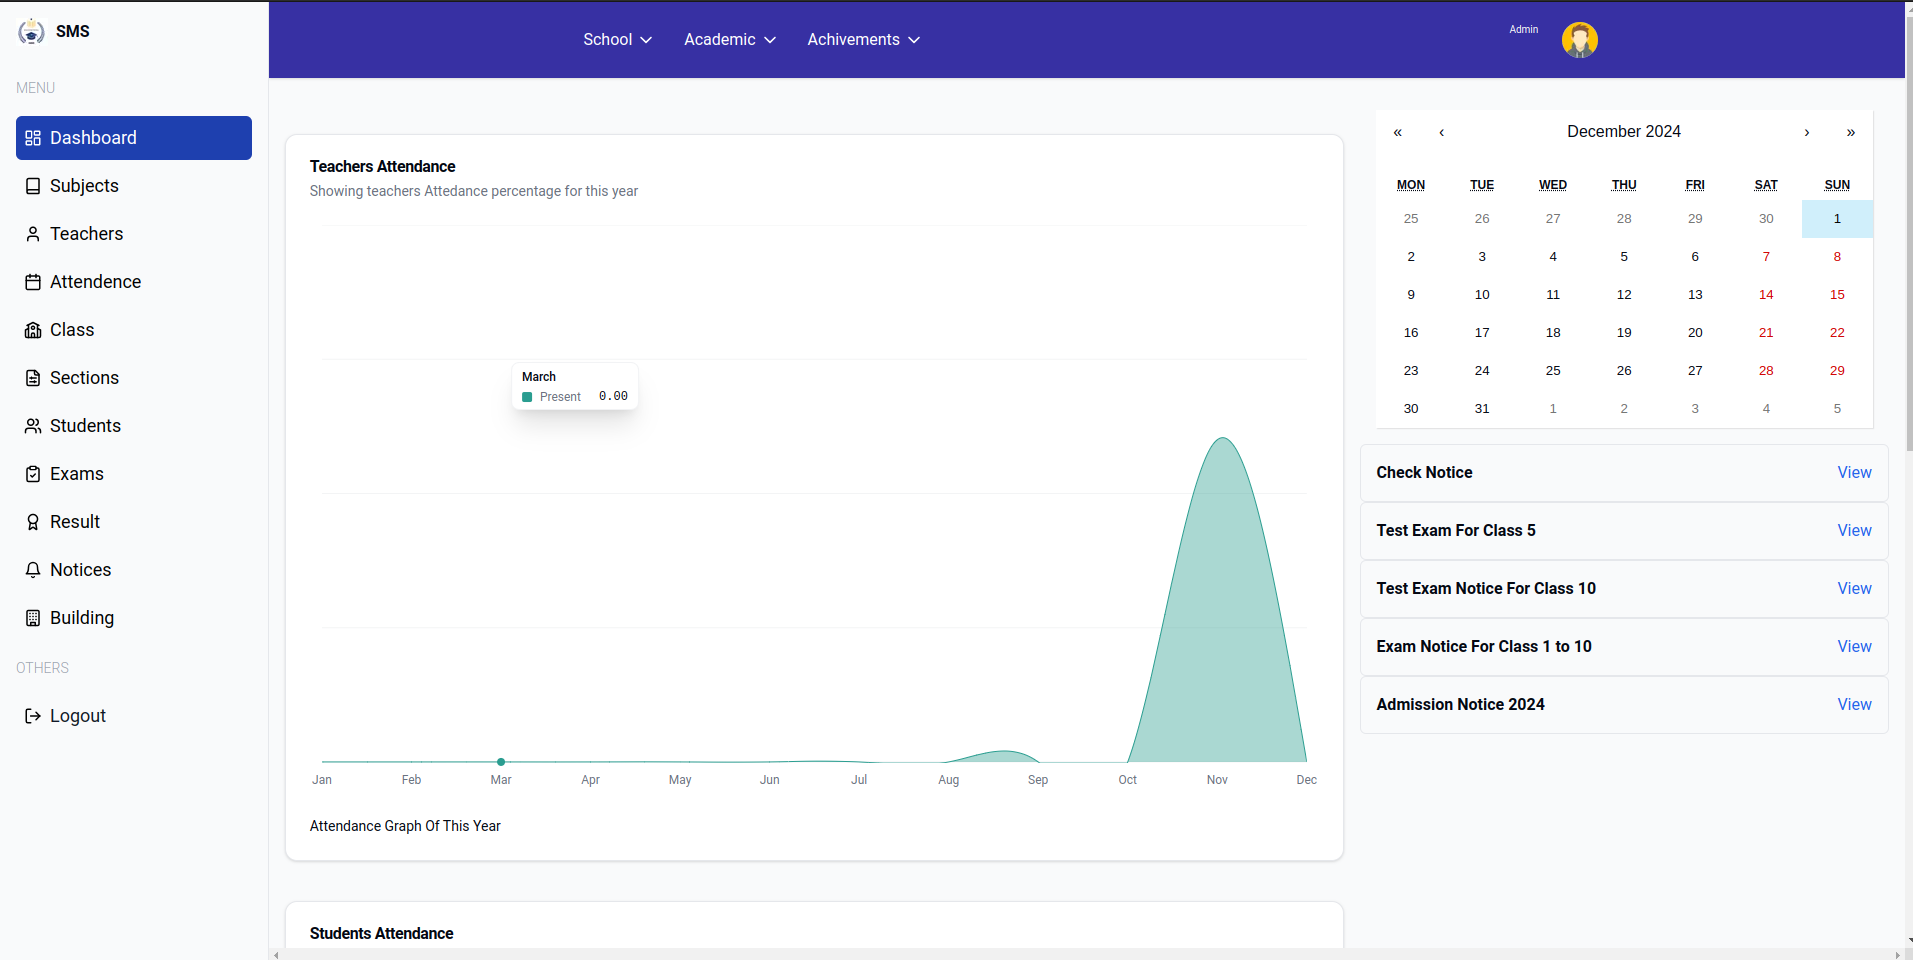 SMS
MENU
Dashboard
Subjects
Teachers
Attendence
Class
Sections
Students
Exams
Result
Notices
Building
OTHERS
Logout
School Academic Achivements Admin
Teachers Attendance
Showing teachers Attedance percentage for this year
March
Present 0.00
Jan Feb Mar Apr May Jun Jul Aug Sep Oct Nov Dec
Attendance Graph Of This Year
Students Attendance
« ‹ December 2024 › »
MON TUE WED THU FRI SAT SUN
25 26 27 28 29 30 1
2 3 4 5 6 7 8
9 10 11 12 13 14 15
16 17 18 19 20 21 22
23 24 25 26 27 28 29
30 31 1 2 3 4 5
Check Notice View
Test Exam For Class 5 View
Test Exam Notice For Class 10 View
Exam Notice For Class 1 to 10 View
Admission Notice 2024 View